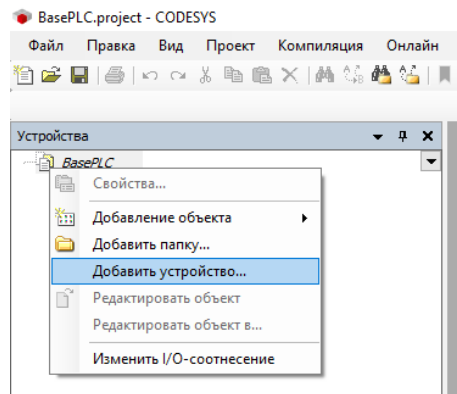 BasePLC.project - CODESYS
Файл Правка Вид Проект Компиляция Онлайн
Устройства
BasePLC
Свойства...
Добавление объекта
Добавить папку...
Добавить устройство...
Редактировать объект
Редактировать объект в...
Изменить I/O-соотнесение